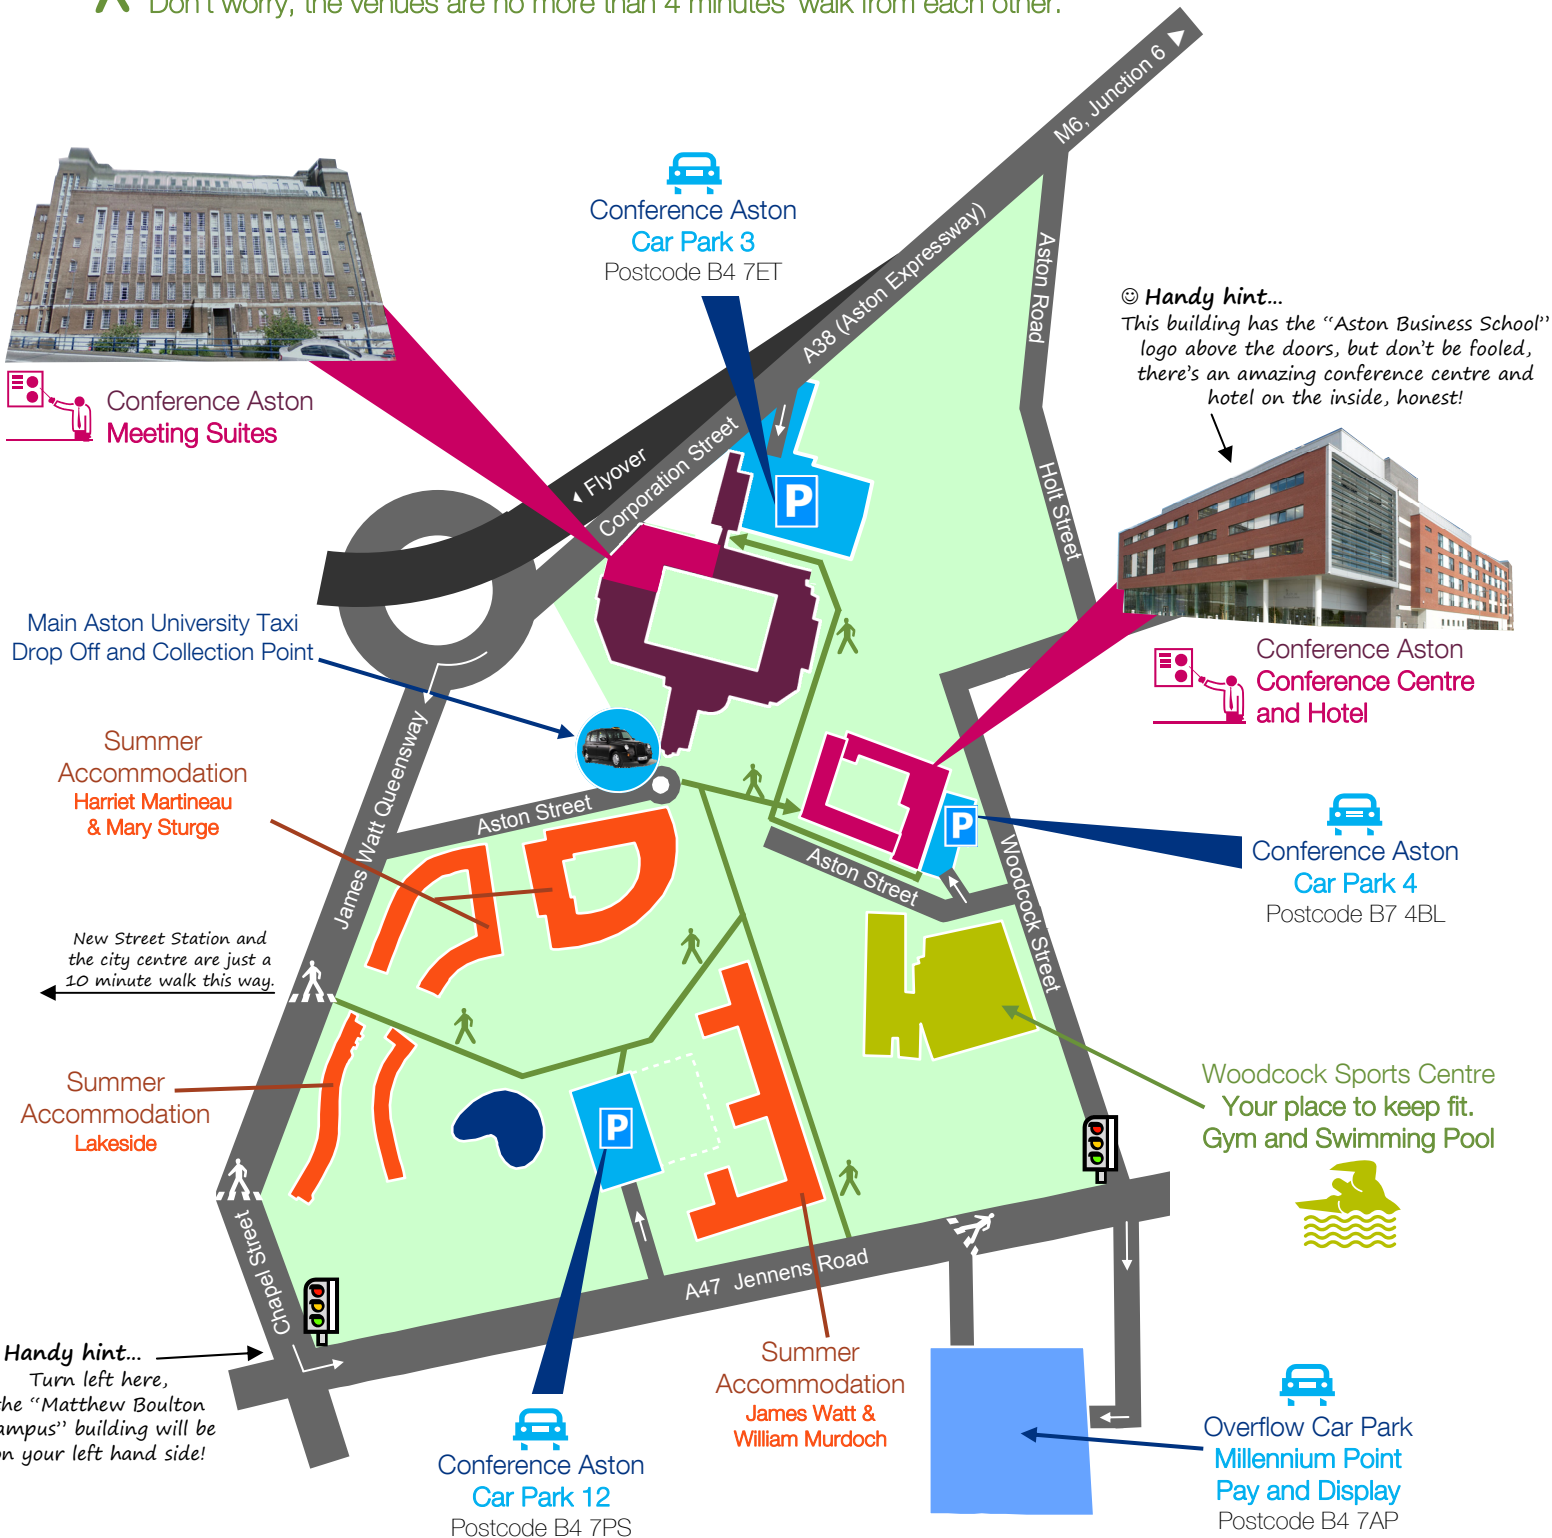 Don't worry, the venues are no more than 4 minutes' walk from each other.
M6, Junction 6
Conference Aston
Car Park 3
Postcode B4 7ET
A38 (Aston Expressway)
Aston Road
☺ Handy hint...
This building has the “Aston Business School”
logo above the doors, but don't be fooled,
there's an amazing conference centre and
hotel on the inside, honest!
Conference Aston
Meeting Suites
Flyover
Corporation Street
P
Holt Street
Main Aston University Taxi
Drop Off and Collection Point
Conference Aston
Conference Centre
and Hotel
Summer
Accommodation
Harriet Martineau
& Mary Sturge
James Watt Queensway
Aston Street
Aston Street
P
Woodcock Street
Conference Aston
Car Park 4
Postcode B7 4BL
New Street Station and
the city centre are just a
10 minute walk this way.
Summer
Accommodation
Lakeside
P
Woodcock Sports Centre
Your place to keep fit.
Gym and Swimming Pool
Chapel Street
A47 Jennens Road
Handy hint...
Turn left here,
the “Matthew Boulton
ampus” building will be
on your left hand side!
Summer
Accommodation
James Watt &
William Murdoch
Conference Aston
Car Park 12
Postcode B4 7PS
Overflow Car Park
Millennium Point
Pay and Display
Postcode B4 7AP